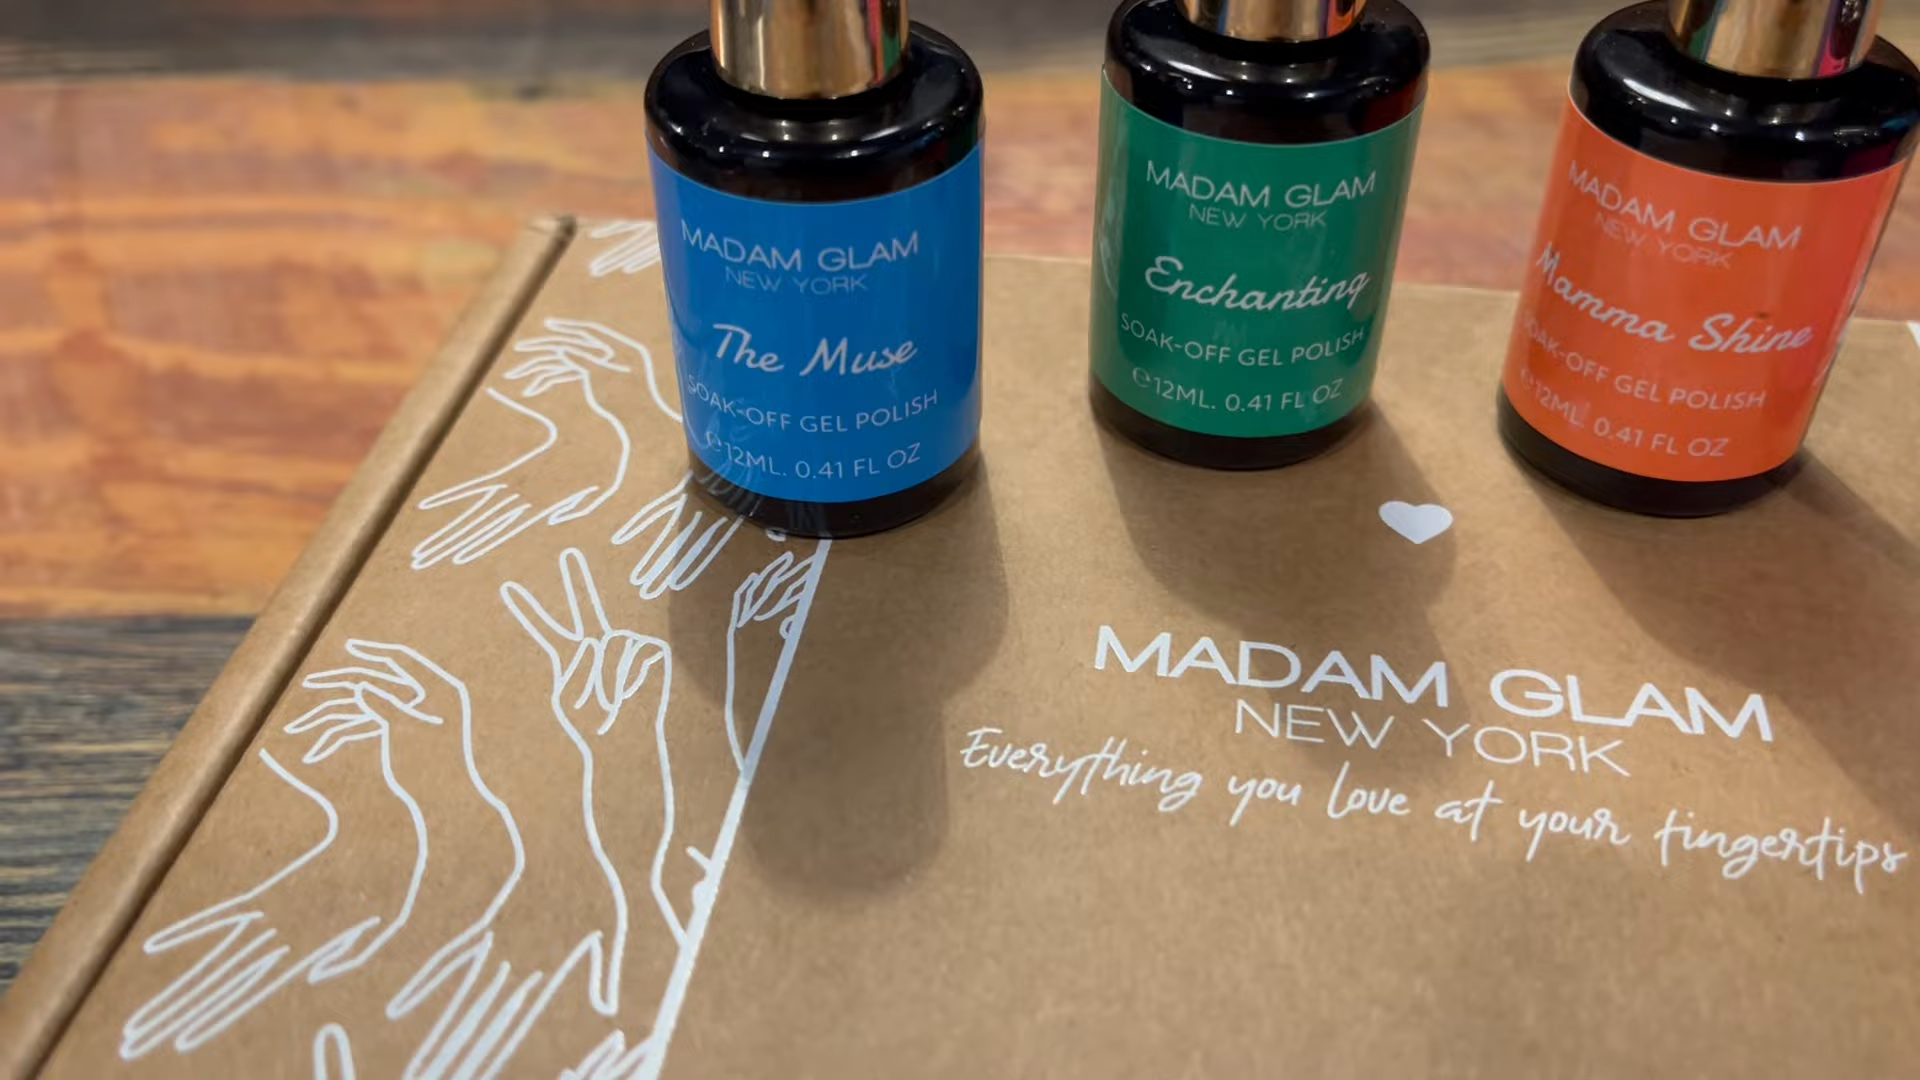 MADAM GLAM
NEW YORK
The Muse
SOAK-OFF GEL POLISH
℮12ML. 0.41 FL OZ
MADAM GLAM
NEW YORK
Enchanting
SOAK-OFF GEL POLISH
℮12ML. 0.41 FL OZ
MADAM GLAM
NEW YORK
Mamma Shine
SOAK-OFF GEL POLISH
℮12ML. 0.41 FL OZ
MADAM GLAM
NEW YORK
Everything you love at your fingertips